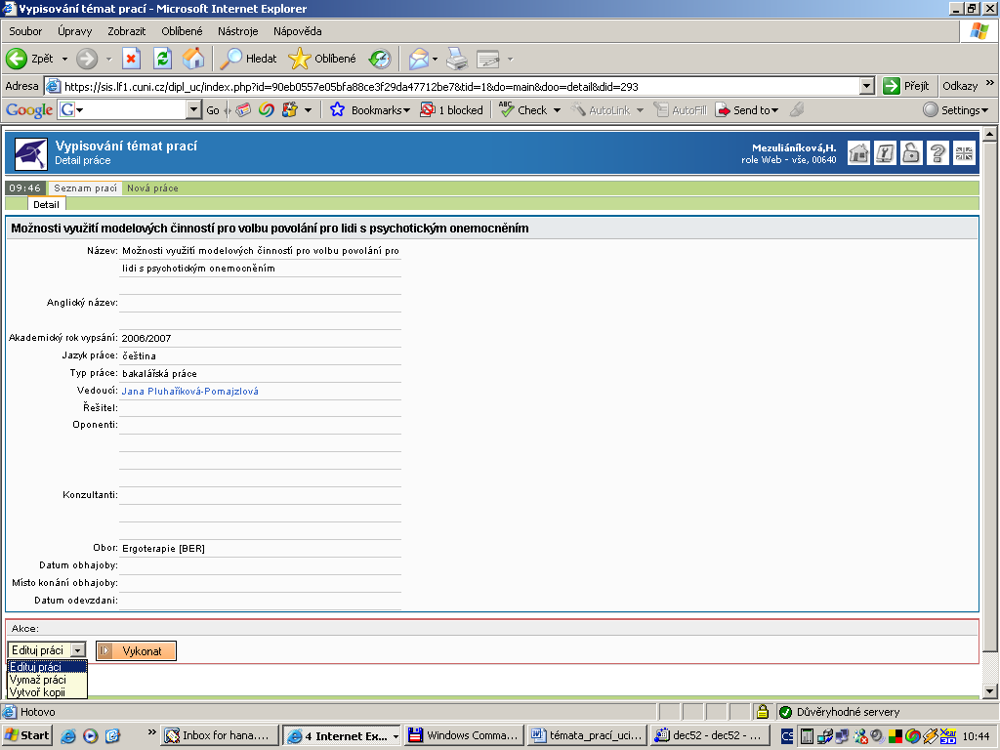 Vypisování témat prací - Microsoft Internet Explorer
Soubor Úpravy Zobrazit Oblíbené Nástroje Nápověda
Zpět Hledat Oblíbené
Adresa https://sis.lf1.cuni.cz/dipl_uc/index.php?id=90eb0557e05bfa88ce3f29da47712be7&tid=1&do=main&doo=detail&did=293 Přejít Odkazy »
Google G Go Bookmarks 1 blocked ABC Check AutoLink AutoFill Send to Settings
Vypisování témat prací
Detail práce
Mezuliáníková,H.
role Web - vše, 00640
09:46 Seznam prací Nová práce
Detail
Možnosti využití modelových činností pro volbu povolání pro lidi s psychotickým onemocněním
Název: Možnosti využití modelových činností pro volbu povolání pro
lidi s psychotickým onemocněním
Anglický název:
Akademický rok vypsání: 2006/2007
Jazyk práce: čeština
Typ práce: bakalářská práce
Vedoucí: Jana Pluhaříková-Pomajzlová
Řešitel:
Oponenti:
Konzultanti:
Obor: Ergoterapie [BER]
Datum obhajoby:
Místo konání obhajoby:
Datum odevzdani:
Akce:
Edituj práci Vykonat
Edituj práci
Vymaž práci
Vytvoř kopii
Hotovo Důvěryhodné servery
Start » Inbox for hana.... 4 Internet Ex... Windows Comma... témata_prací_uci... dec52 - dec52 - ... CS 10:44